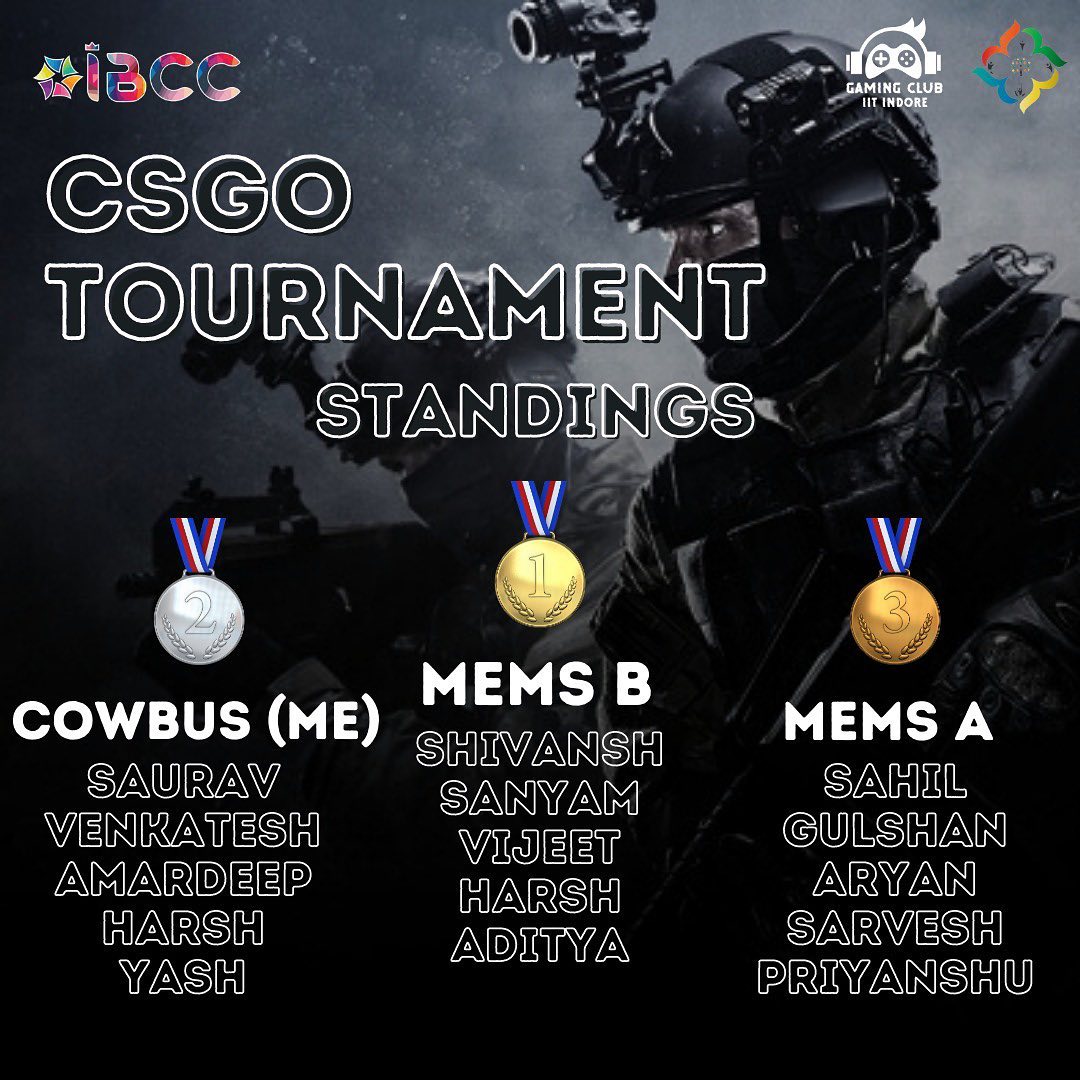 iBCC
GAMING CLUB
IIT INDORE
CSGO
TOURNAMENT
STANDINGS
2
COWBUS (ME)
SAURAV
VENKATESH
AMARDEEP
HARSH
YASH
1
MEMS B
SHIVANSH
SANYAM
VIJEET
HARSH
ADITYA
3
MEMS A
SAHIL
GULSHAN
ARYAN
SARVESH
PRIYANSHU